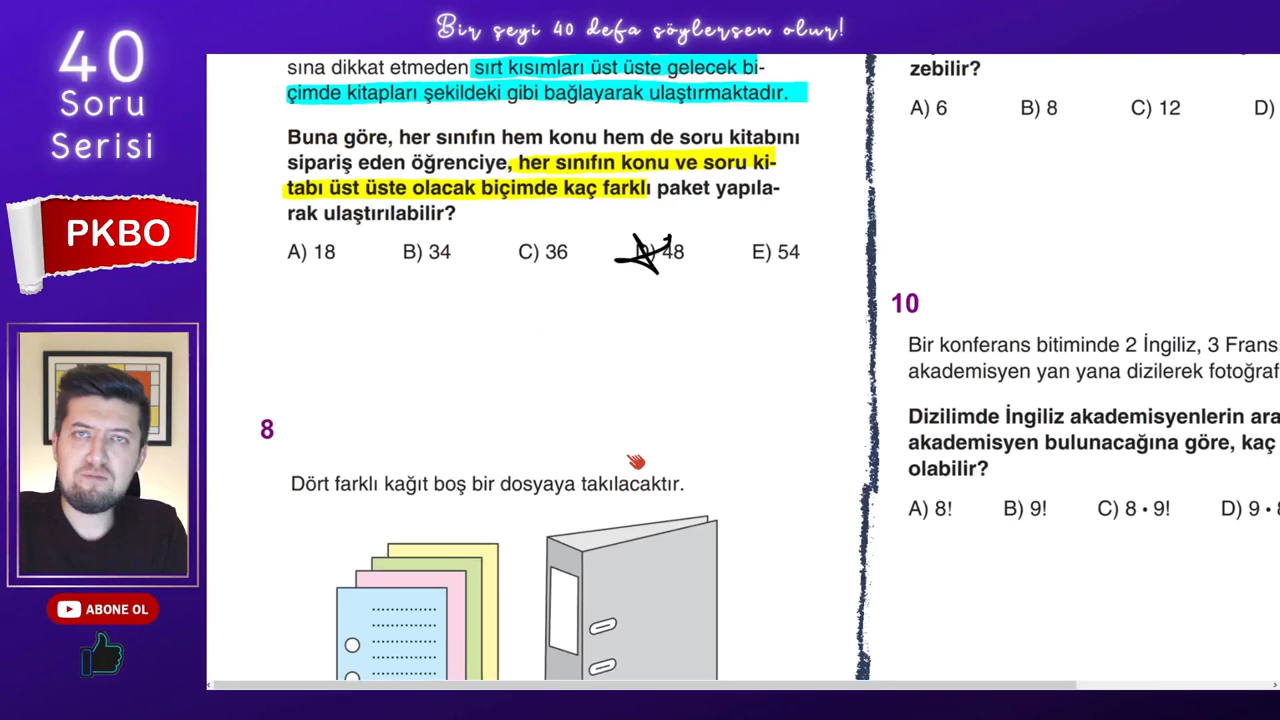 Bir şeyi 40 defa söylersen olur!
40
Soru
Serisi
PKBO
ABONE OL
sına dikkat etmeden sırt kısımları üst üste gelecek bi-
çimde kitapları şekildeki gibi bağlayarak ulaştırmaktadır.
Buna göre, her sınıfın hem konu hem de soru kitabını
sipariş eden öğrenciye, her sınıfın konu ve soru ki-
tabı üst üste olacak biçimde kaç farklı paket yapıla-
rak ulaştırılabilir?
A) 18 B) 34 C) 36 D) 48 E) 54
8
Dört farklı kağıt boş bir dosyaya takılacaktır.
zebilir?
A) 6 B) 8 C) 12 D)
10
Bir konferans bitiminde 2 İngiliz, 3 Frans
akademisyen yan yana dizilerek fotoğraf
Dizilimde İngiliz akademisyenlerin ara
akademisyen bulunacağına göre, kaç
olabilir?
A) 8! B) 9! C) 8 • 9! D) 9 • 8